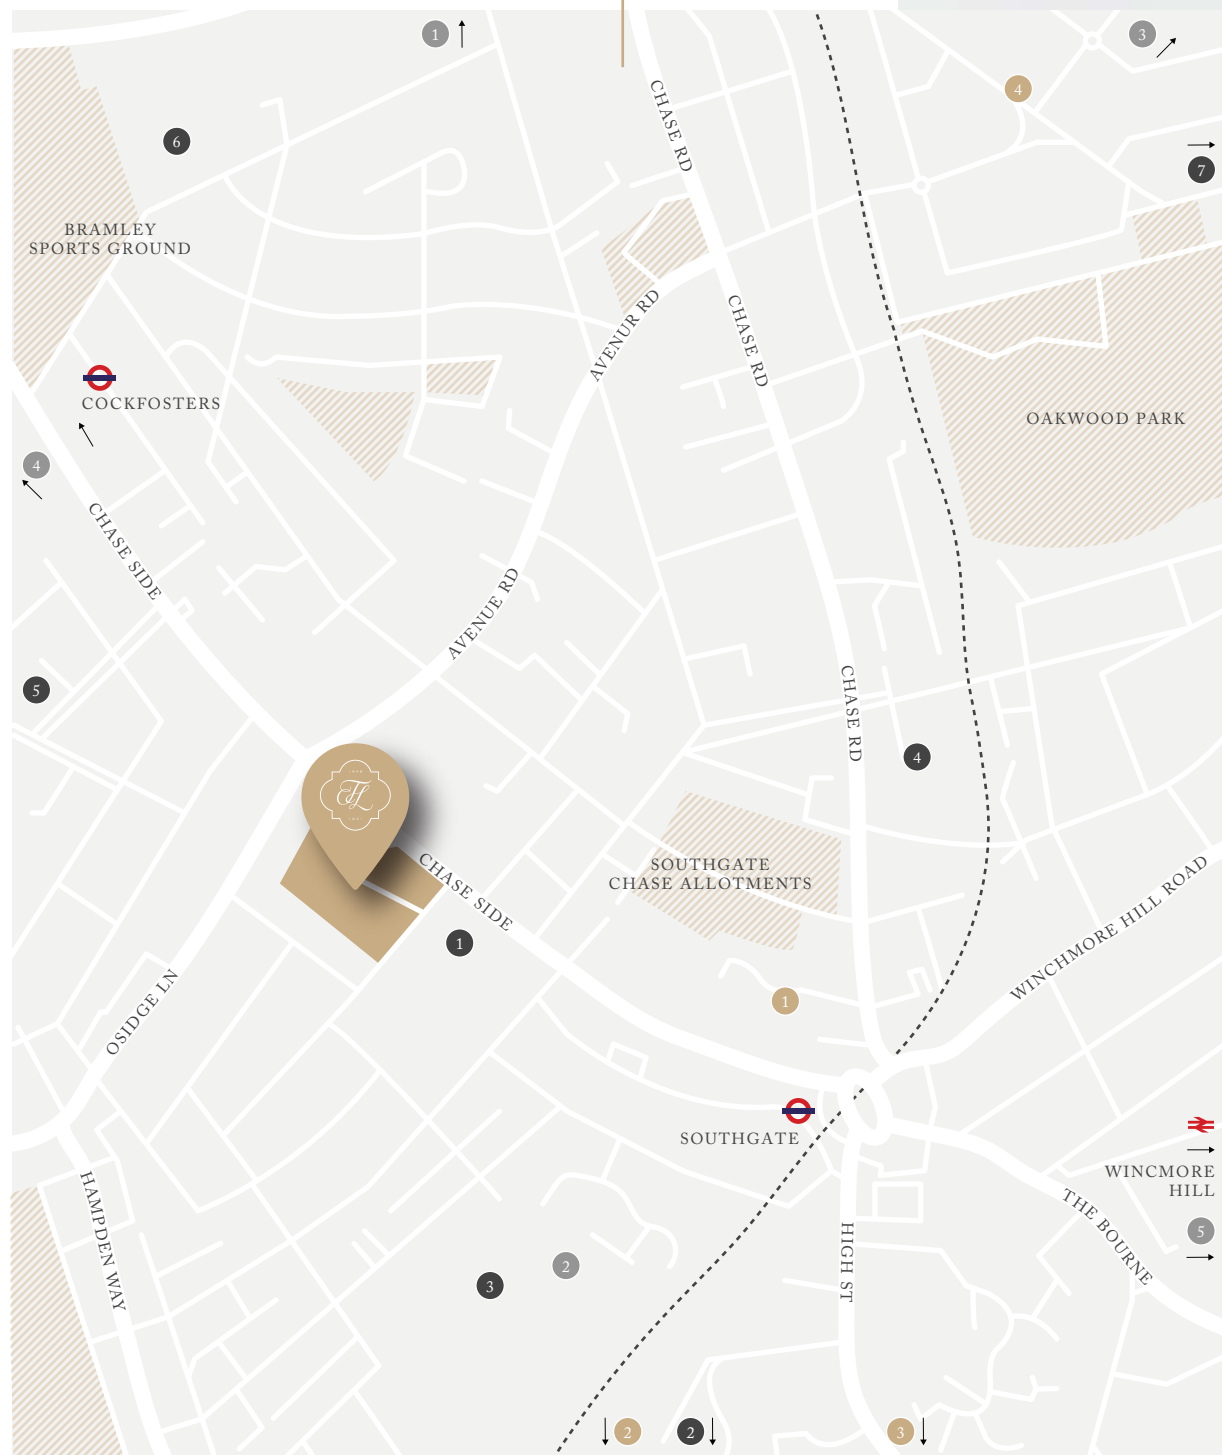 1
3
4
CHASE RD
6
7
BRAMLEY
SPORTS GROUND
AVENUR RD
CHASE RD
COCKFOSTERS
OAKWOOD PARK
4
CHASE SIDE
AVENUE RD
5
CHASE RD
4
CHASE SIDE
SOUTHGATE
CHASE ALLOTMENTS
WINCHMORE HILL ROAD
1
OSIDGE LN
1
SOUTHGATE
WINCMORE
HILL
HAMPDEN WAY
THE BOURNE
HIGH ST
5
2
3
2
2
3